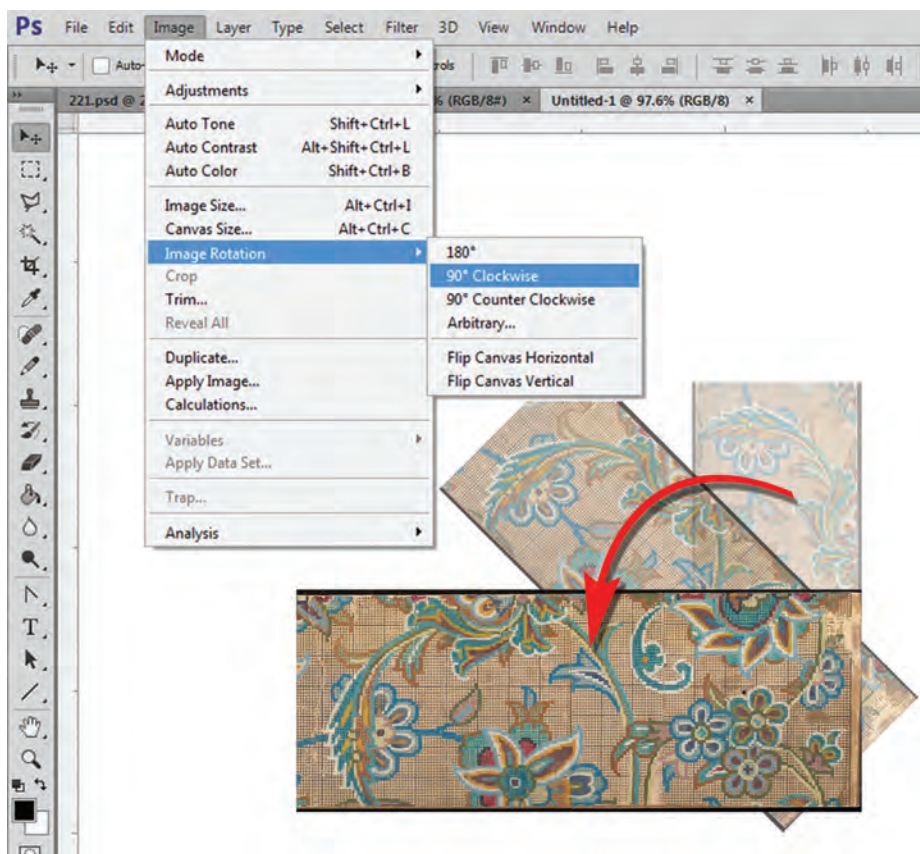 Ps File Edit Image Layer Type Select Filter 3D View Window Help
Auto- rols
221.psd @ 2 % (RGB/8#) × Untitled-1 @ 97.6% (RGB/8) ×
Mode
Adjustments
Auto Tone Shift+Ctrl+L
Auto Contrast Alt+Shift+Ctrl+L
Auto Color Shift+Ctrl+B
Image Size... Alt+Ctrl+I
Canvas Size... Alt+Ctrl+C
Image Rotation
Crop
Trim...
Reveal All
Duplicate...
Apply Image...
Calculations...
Variables
Apply Data Set...
Trap...
Analysis
180°
90° Clockwise
90° Counter Clockwise
Arbitrary...
Flip Canvas Horizontal
Flip Canvas Vertical